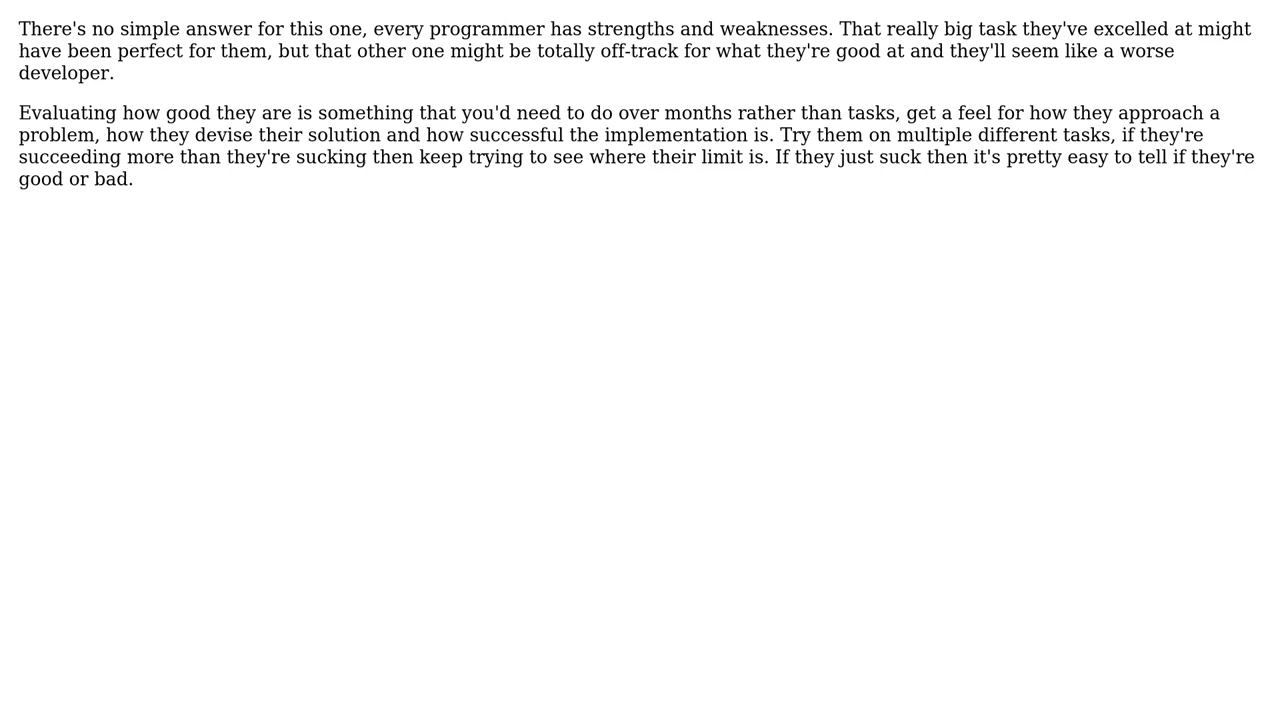 There's no simple answer for this one, every programmer has strengths and weaknesses. That really big task they've excelled at might
have been perfect for them, but that other one might be totally off-track for what they're good at and they'll seem like a worse
developer.
Evaluating how good they are is something that you'd need to do over months rather than tasks, get a feel for how they approach a
problem, how they devise their solution and how successful the implementation is. Try them on multiple different tasks, if they're
succeeding more than they're sucking then keep trying to see where their limit is. If they just suck then it's pretty easy to tell if they're
good or bad.